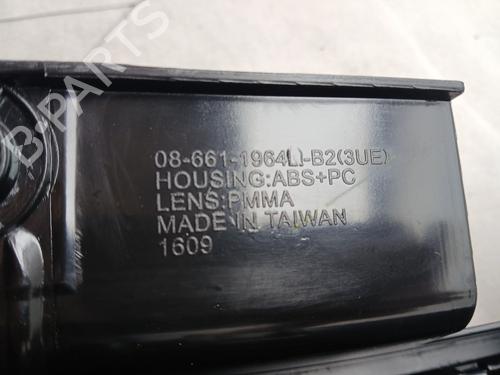 B-PARTS
08-661-1964LI-B2(3UE)
HOUSING:ABS+PC
LENS:PMMA
MADE IN TAIWAN
1609